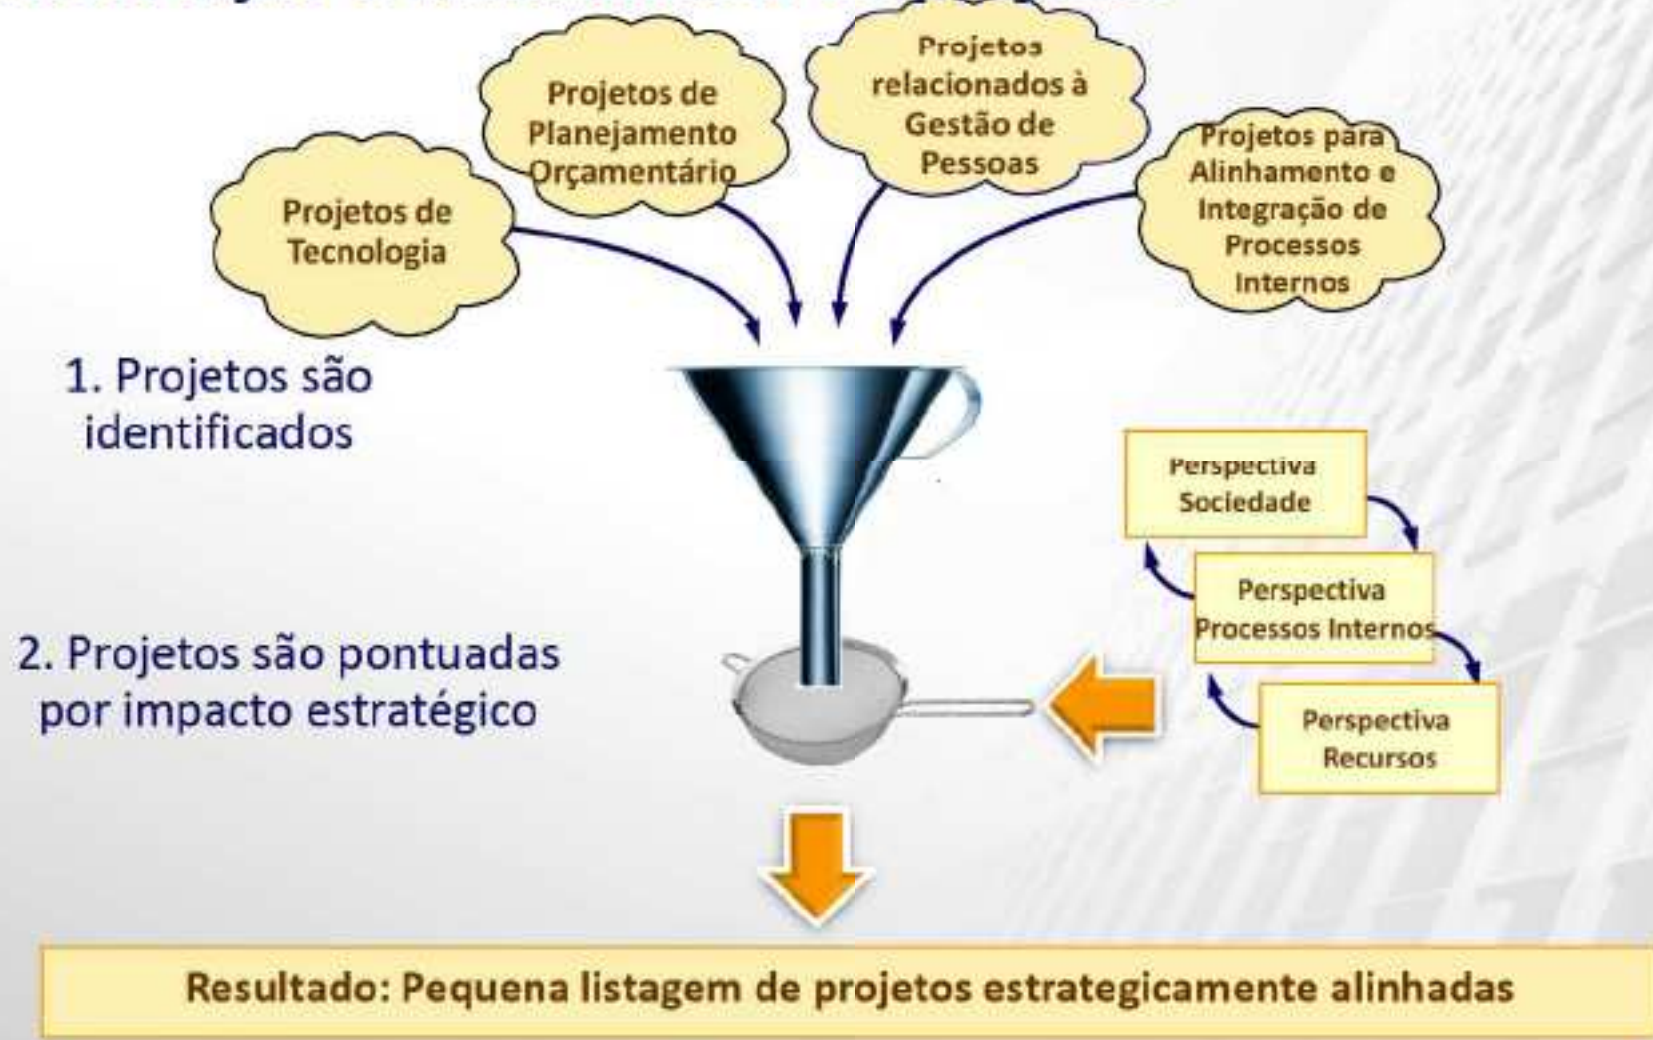 Projetos de
Tecnologia
Projetos de
Planejamento
Orçamentário
Projetos
relacionados à
Gestão de
Pessoas
Projetos para
Alinhamento e
Integração de
Processos
Internos
1. Projetos são
identificados
Perspectiva
Sociedade
Perspectiva
Processos Internos
Perspectiva
Recursos
2. Projetos são pontuadas
por impacto estratégico
Resultado: Pequena listagem de projetos estrategicamente alinhadas